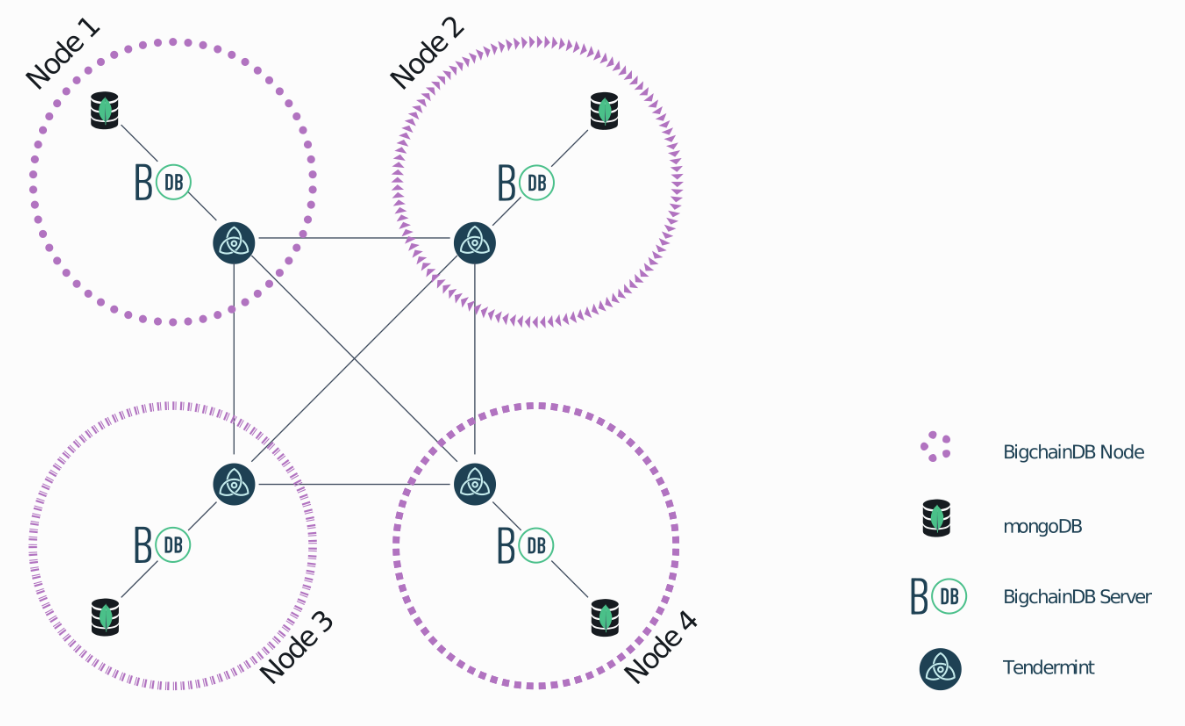 Node 1
Node 2
B DB
B DB
B DB
B DB
Node 3
Node 4
BigchainDB Node
mongoDB
B DB
BigchainDB Server
Tendermint